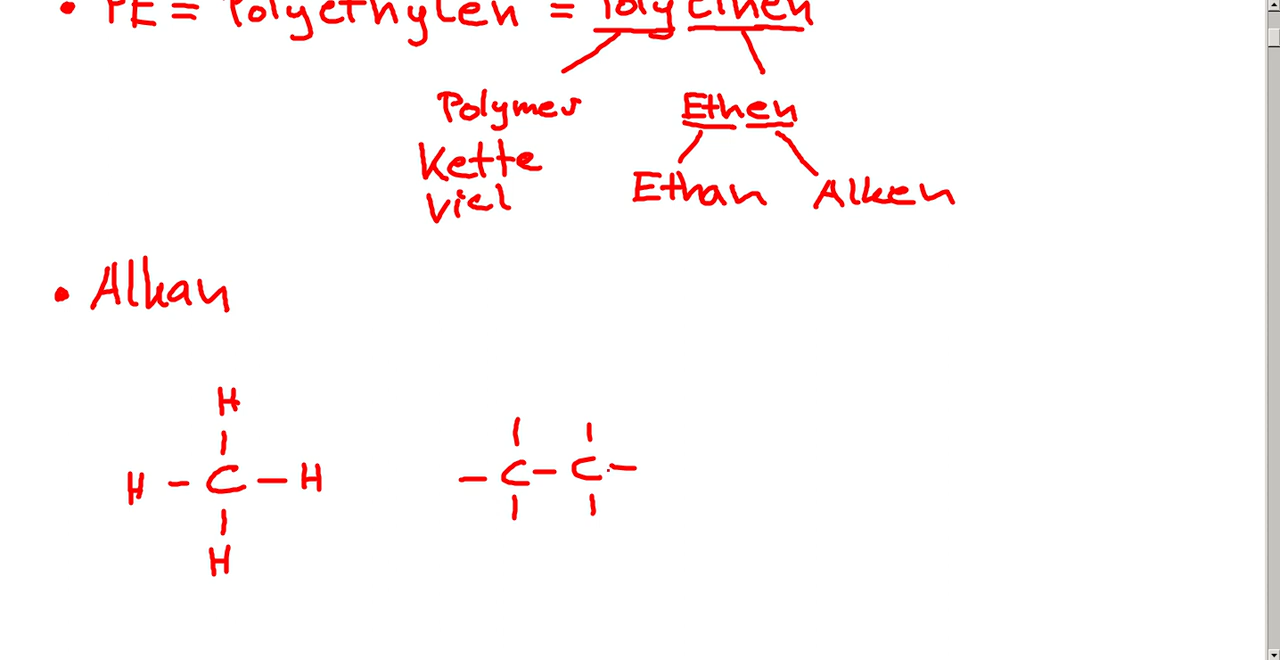 • PE = Polyethylen = PolyEthen
Polymer Ethen
Kette
viel Ethan Alken
• Alkan
H
H - C - H
H
- C - C -